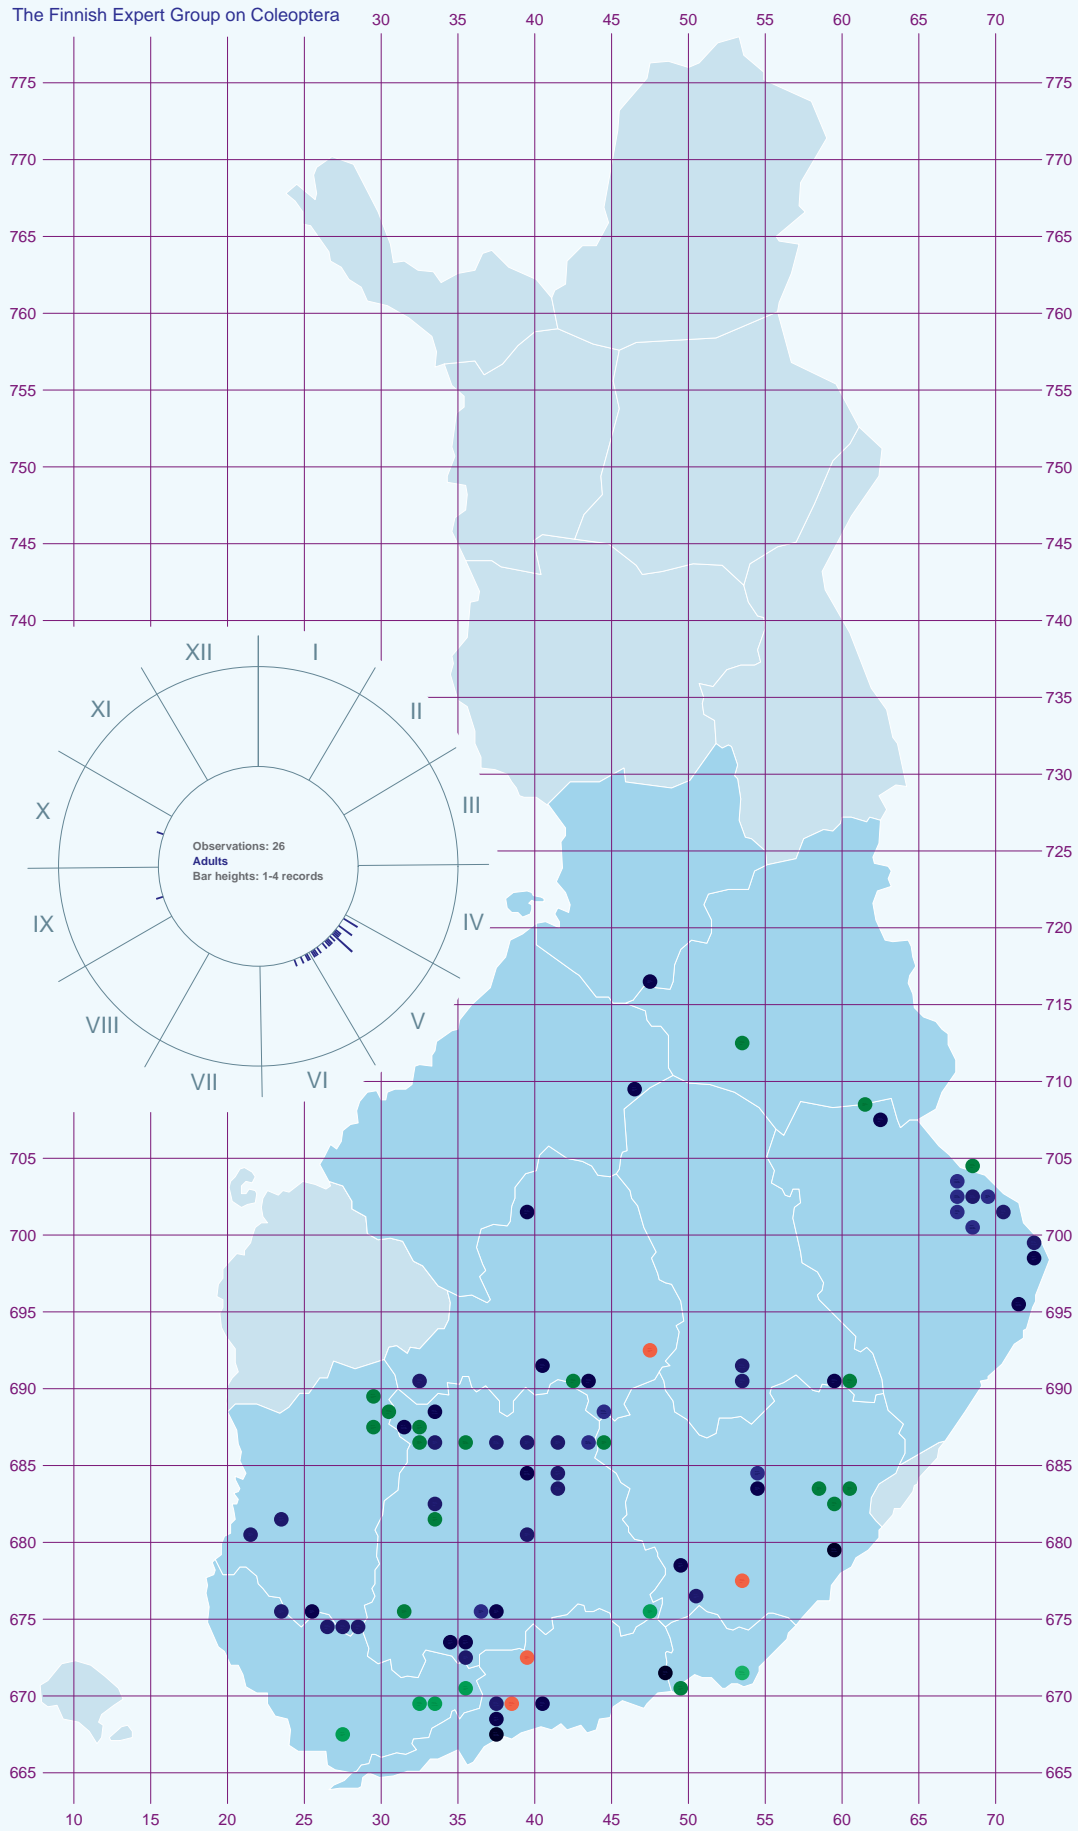 The Finnish Expert Group on Coleoptera
30 40 45 50 55 60 65 70
775 775
770 770
765 765
760 760
755 755
750 750
745 745
740 740
XII I
735
XI II
730
X III
Observations: 26
Adults
Bar heights: 1-4 records
725
IX IV
720
VIII V
715
VII VI
710
705 705
700 700
695 695
690 690
685 685
680 680
675 675
670 670
665 665
10 15 20 25 30 35 40 45 50 55 60 65 70